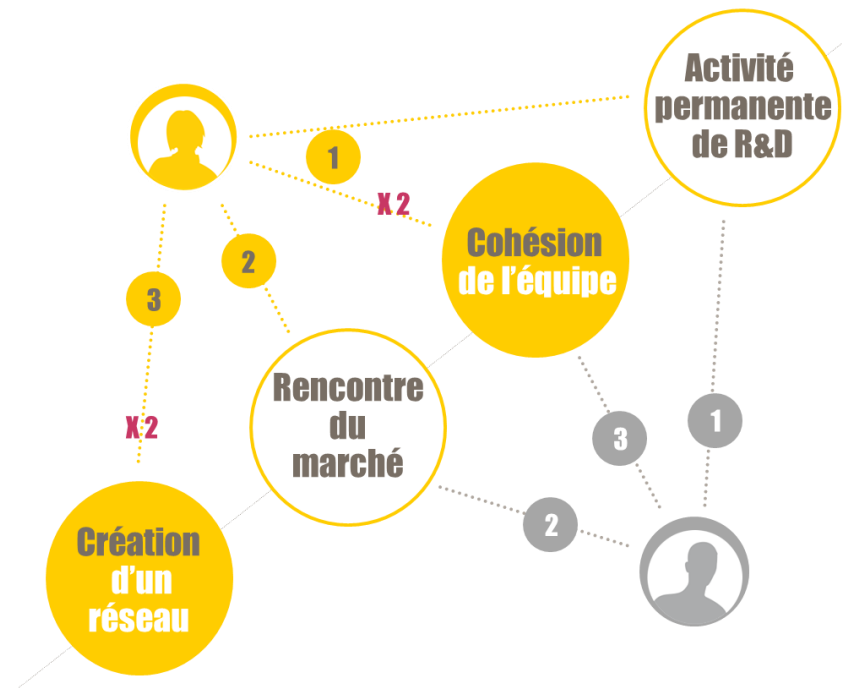 Activité
permanente
de R&D
1
X 2
Cohésion
de l'équipe
2
3
Rencontre
du
marché
X 2
3
1
2
Création
d'un
réseau